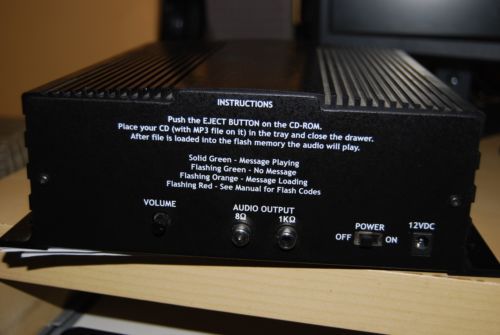 INSTRUCTIONS
Push the EJECT BUTTON on the CD-ROM.
Place your CD (with MP3 file on it) in the tray and close the drawer.
After file is loaded into the flash memory the audio will play.
Solid Green - Message Playing
Flashing Green - No Message
Flashing Orange - Message Loading
Flashing Red - See Manual for Flash Codes
VOLUME
AUDIO OUTPUT
8Ω 1KΩ
POWER
OFF ON
12VDC